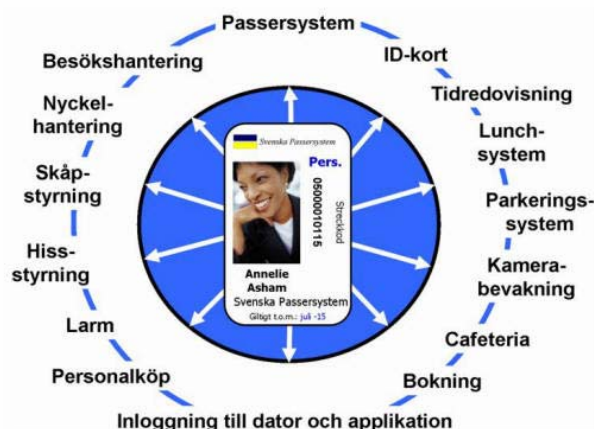 Passersystem
ID-kort
Besökshantering
Tidredovisning
Nyckel-
hantering
Lunch-
system
Skåp-
styrning
Parkerings-
system
Hiss-
styrning
Kamera-
bevakning
Larm
Cafeteria
Personalköp
Bokning
Inloggning till dator och applikation
Svenska Passersystem
Pers.
05000010115
Streckkod
Annelie
Asham
Svenska Passersystem
Giltigt t.o.m.: juli -15